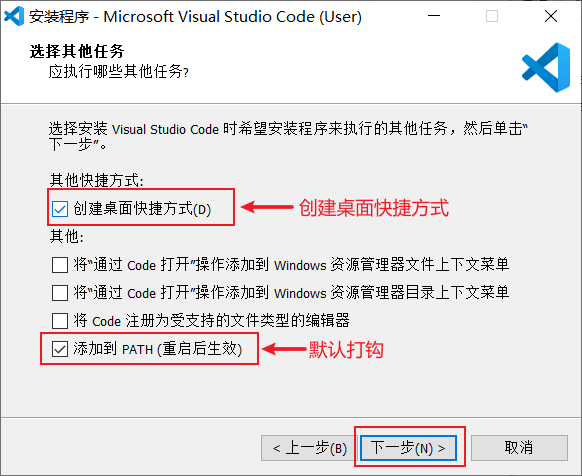 安装程序 - Microsoft Visual Studio Code (User)
选择其他任务
应执行哪些其他任务?
选择安装 Visual Studio Code 时希望安装程序来执行的其他任务，然后单击“
下一步”。
其他快捷方式:
创建桌面快捷方式(D)
创建桌面快捷方式
其他:
将“通过 Code 打开”操作添加到 Windows 资源管理器文件上下文菜单
将“通过 Code 打开”操作添加到 Windows 资源管理器目录上下文菜单
将 Code 注册为受支持的文件类型的编辑器
添加到 PATH (重启后生效)
默认打钩
< 上一步(B)
下一步(N) >
取消